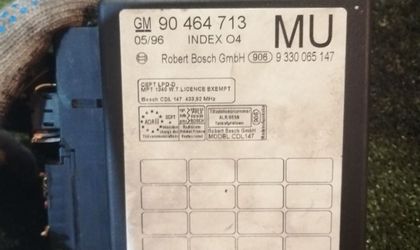 GM 90 464 713 MU
05/96 INDEX 04
Robert Bosch GmbH 906 9 330 065 147
CEPT LPD-D
MPT 1340 W.T. LICENCE EXEMPT
Bosch CDL 147 433,92 MHz
Robert Bosch GmbH
MODEL CDL147